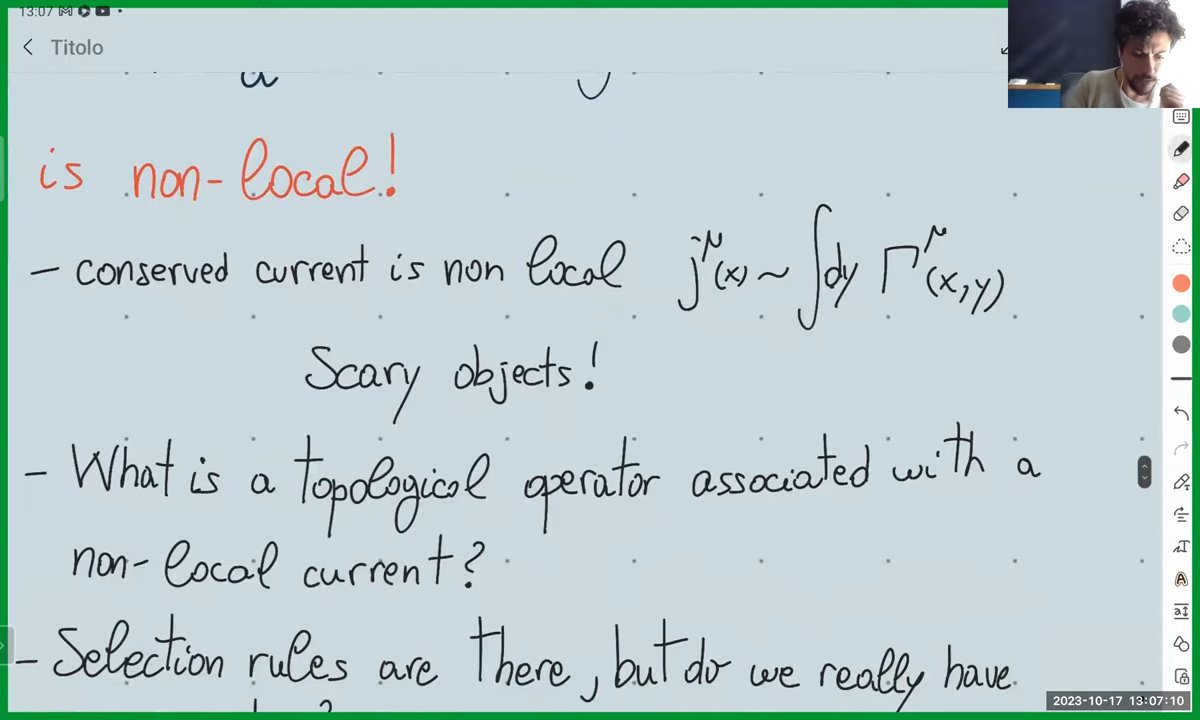 13:07
Titolo
is non-local!
- conserved current is non local j^μ(x) ~ ∫dy Γ^μ(x,y)
Scary objects!
- What is a topological operator associated with a
non-local current?
- Selection rules are there, but do we really have
2023-10-17 13:07:10